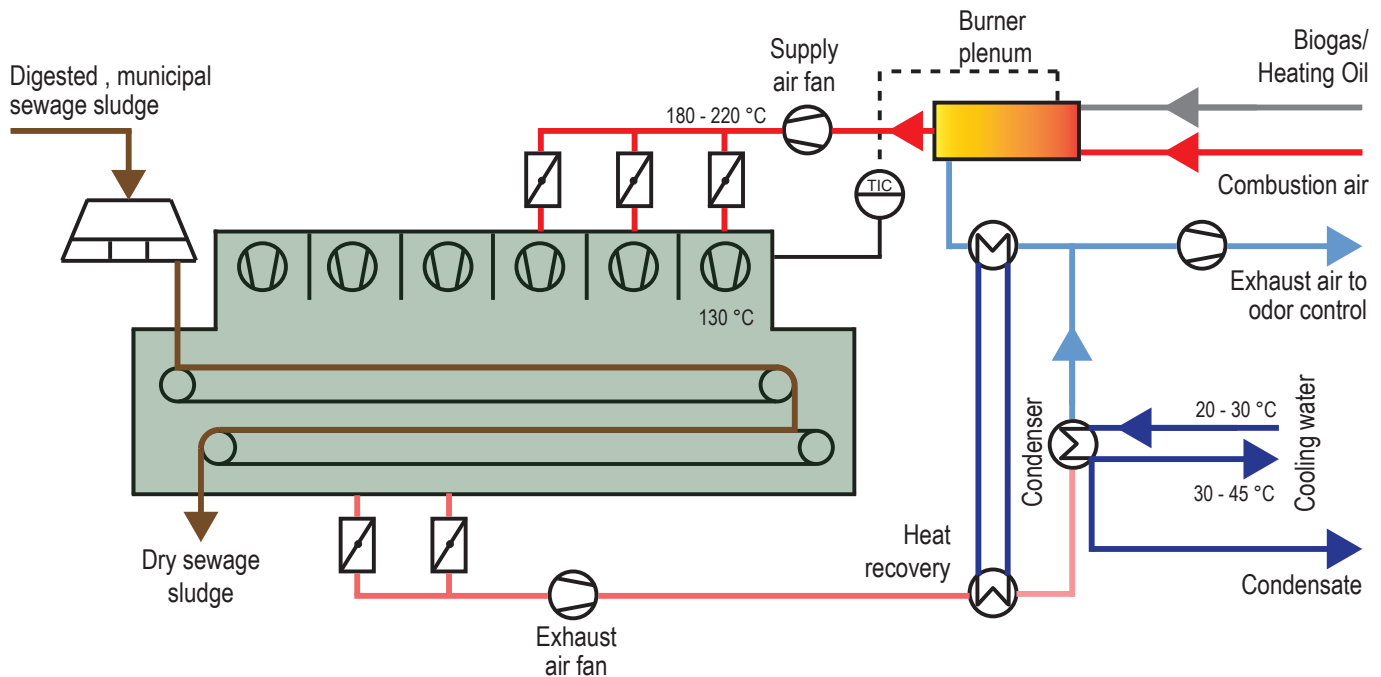 Digested , municipal
sewage sludge
Supply
air fan
Burner
plenum
Biogas/
Heating Oil
180 - 220 °C
TIC
Combustion air
Exhaust air to
odor control
130 °C
Condenser
20 - 30 °C
30 - 45 °C
Cooling water
Heat
recovery
Condensate
Dry sewage
sludge
Exhaust
air fan